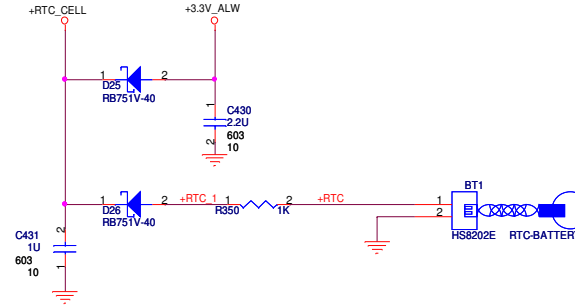 +RTC_CELL
+3.3V_ALW
1
2
D25
RB751V-40
1
C430
2.2U
2
603
10
1
2
+RTC_1
1
2
+RTC
R350
1K
D26
RB751V-40
BT1
1
2
HS8202E
RTC-BATTER
C431
2
1U
603
10
1